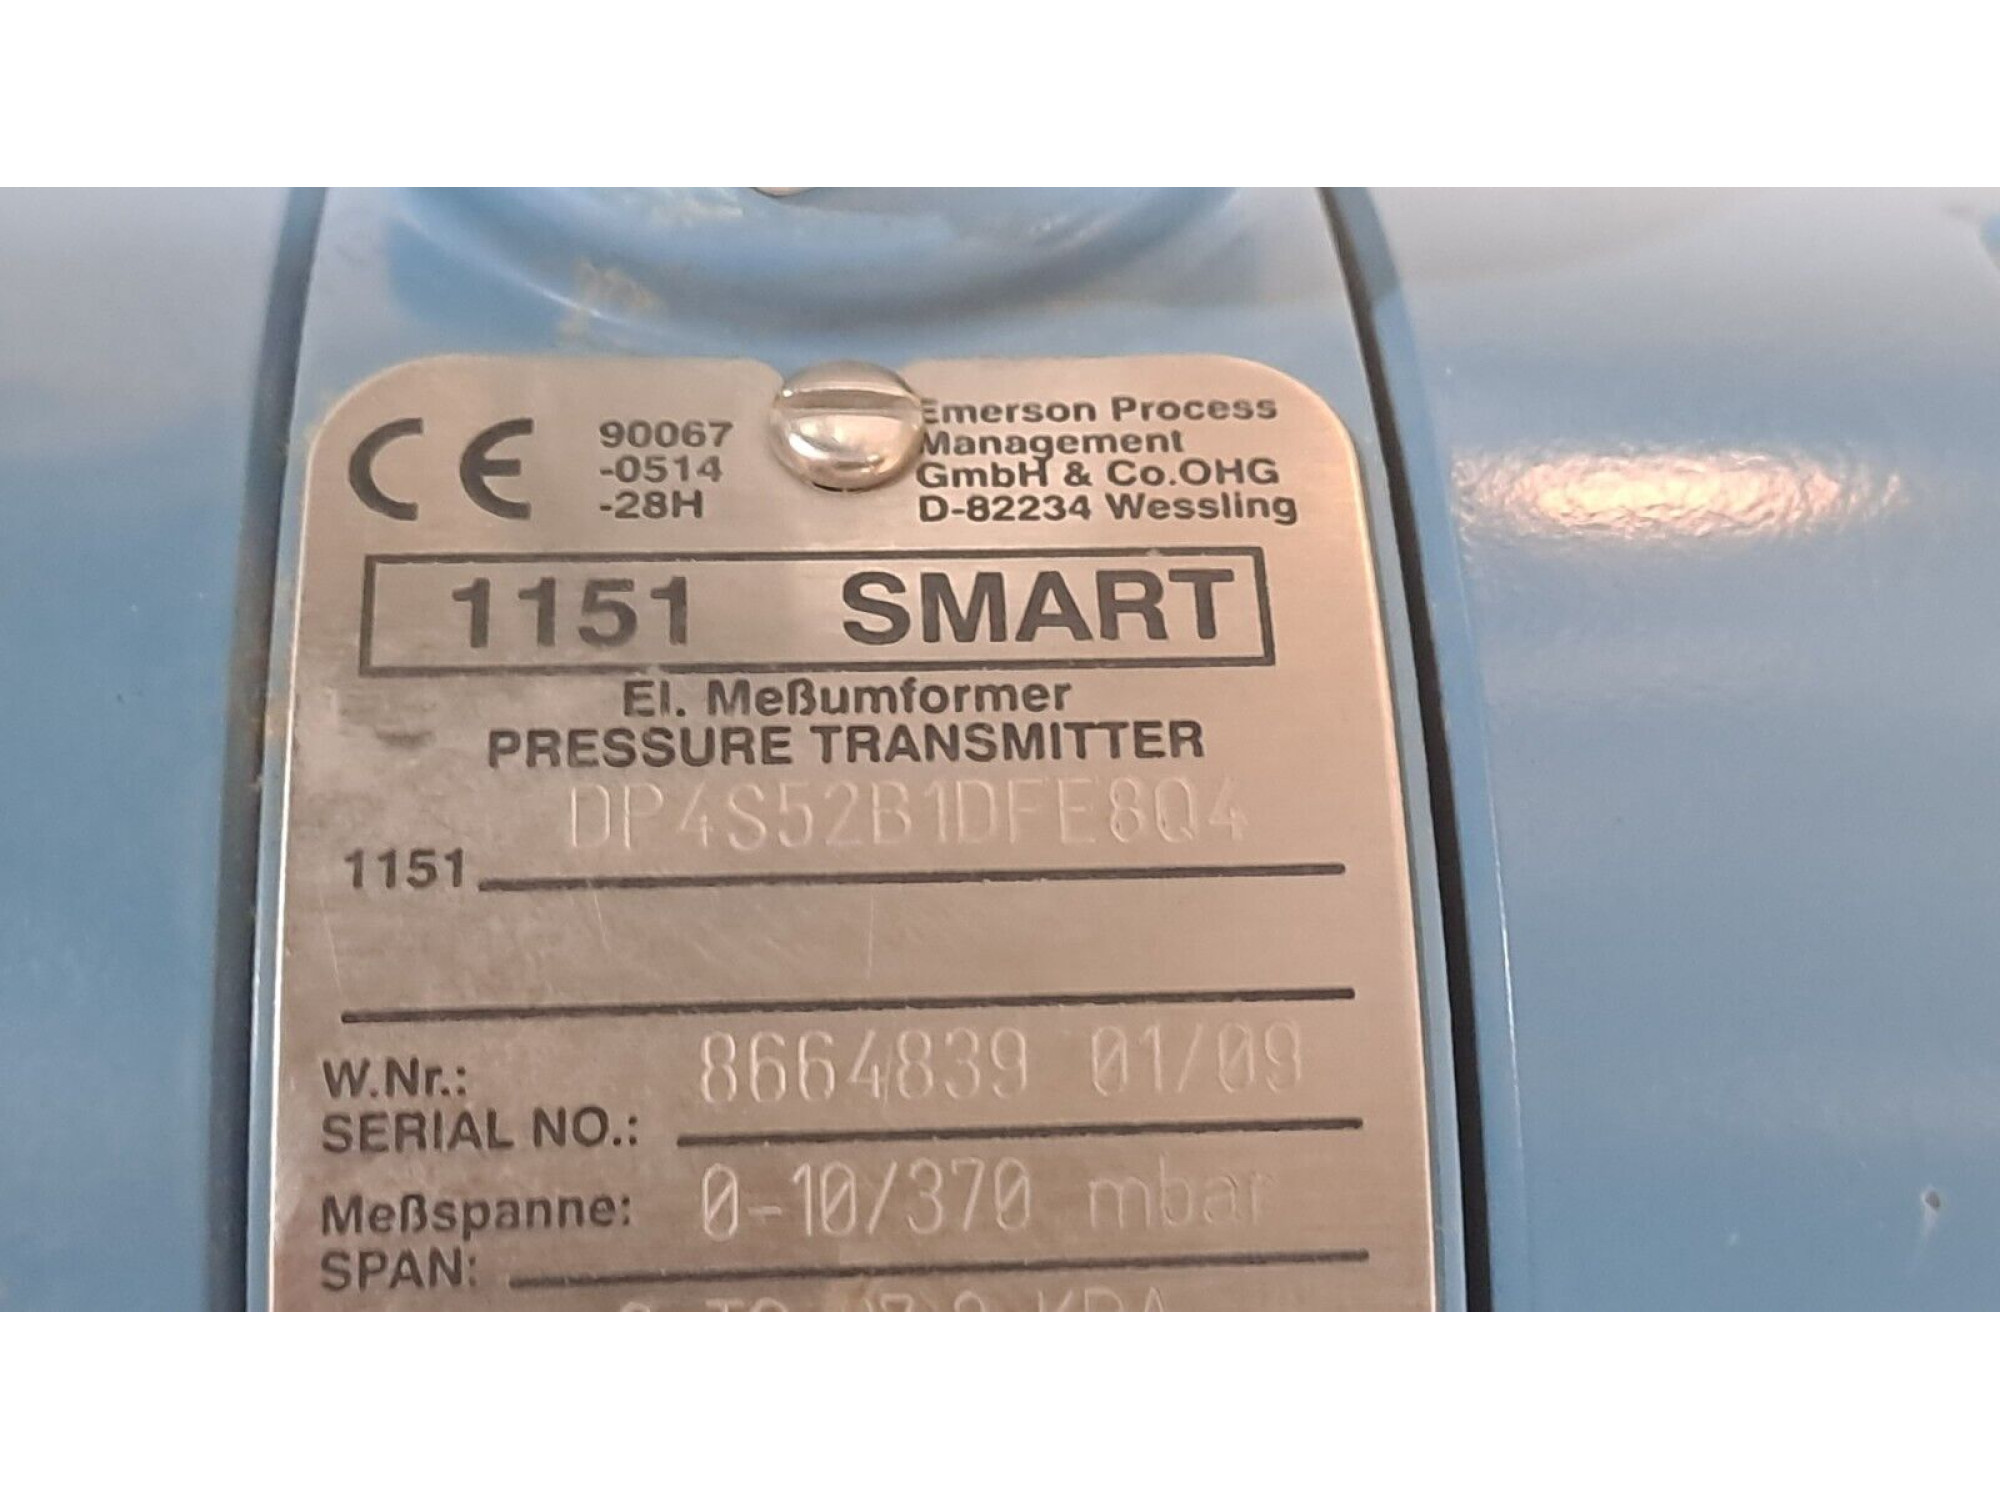 CE
90067
-0514
-28H
Emerson Process
Management
GmbH & Co.OHG
D-82234 Wessling
1151 SMART
El. Meßumformer
PRESSURE TRANSMITTER
1151 DP4S52B1DFE8Q4
W.Nr.:
SERIAL NO.: 8664839 01/09
Meßspanne: 0-10/370 mbar
SPAN: